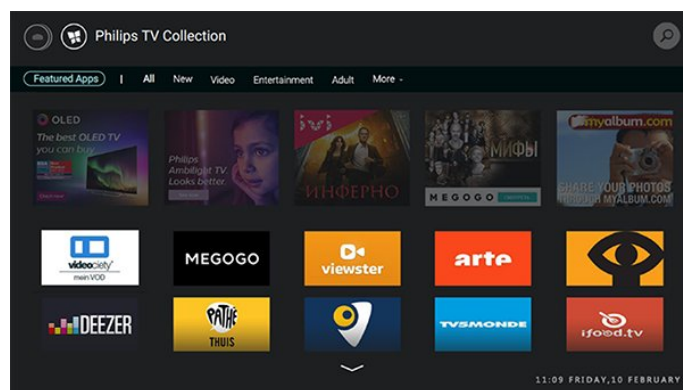 Philips TV Collection
Featured Apps | All New Video Entertainment Adult More
OLED
The best OLED TV
you can buy
Philips
Ambilight TV.
Looks better.
ivi
ИНФЕРНО
МИФЫ
MEGOGO
myalbum.com
SHARE YOUR PHOTOS
THROUGH MYALBUM.COM
videociety
mein VOD
MEGOGO
viewster
arte
DEEZER
PATHÉ
THUIS
TV5MONDE
ifood.tv
11:09 FRIDAY,10 FEBRUARY